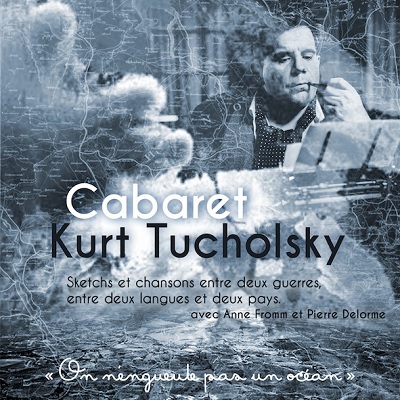 Cabaret
Kurt Tucholsky
Sketchs et chansons entre deux guerres,
entre deux langues et deux pays.
avec Anne Fromm et Pierre Delorme
« On n'engueule pas un océan »